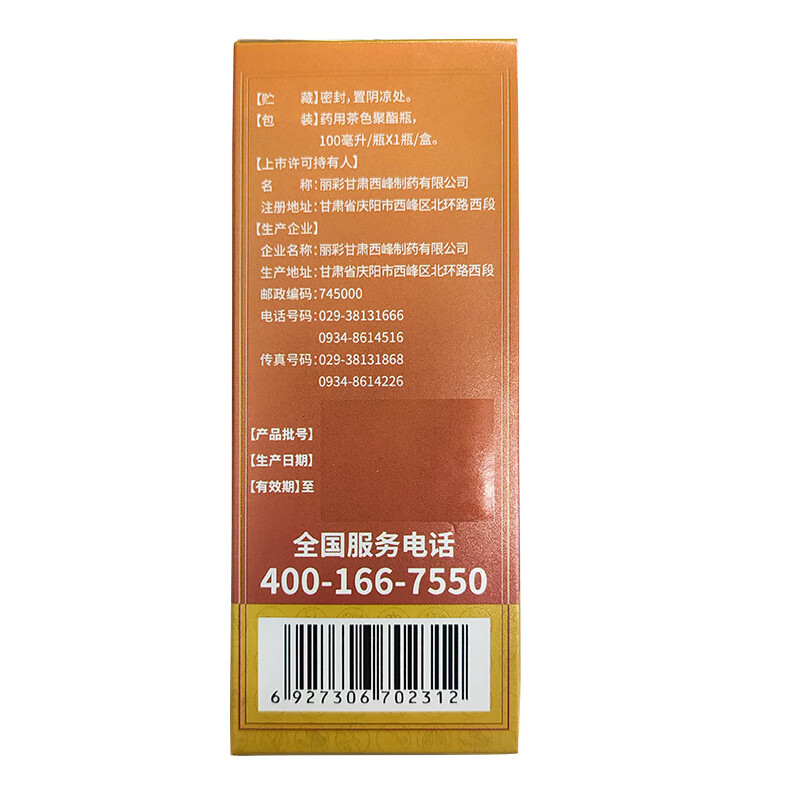 【贮　　藏】密封,置阴凉处。
【包　　装】药用茶色聚酯瓶,
100毫升/瓶X1瓶/盒。
【上市许可持有人】
名　　称:丽彩甘肃西峰制药有限公司
注册地址:甘肃省庆阳市西峰区北环路西段
【生产企业】
企业名称:丽彩甘肃西峰制药有限公司
生产地址:甘肃省庆阳市西峰区北环路西段
邮政编码:745000
电话号码:029-38131666
0934-8614516
传真号码:029-38131868
0934-8614226
【产品批号】
【生产日期】
【有效期】至
全国服务电话
400-166-7550
6 927306 702312